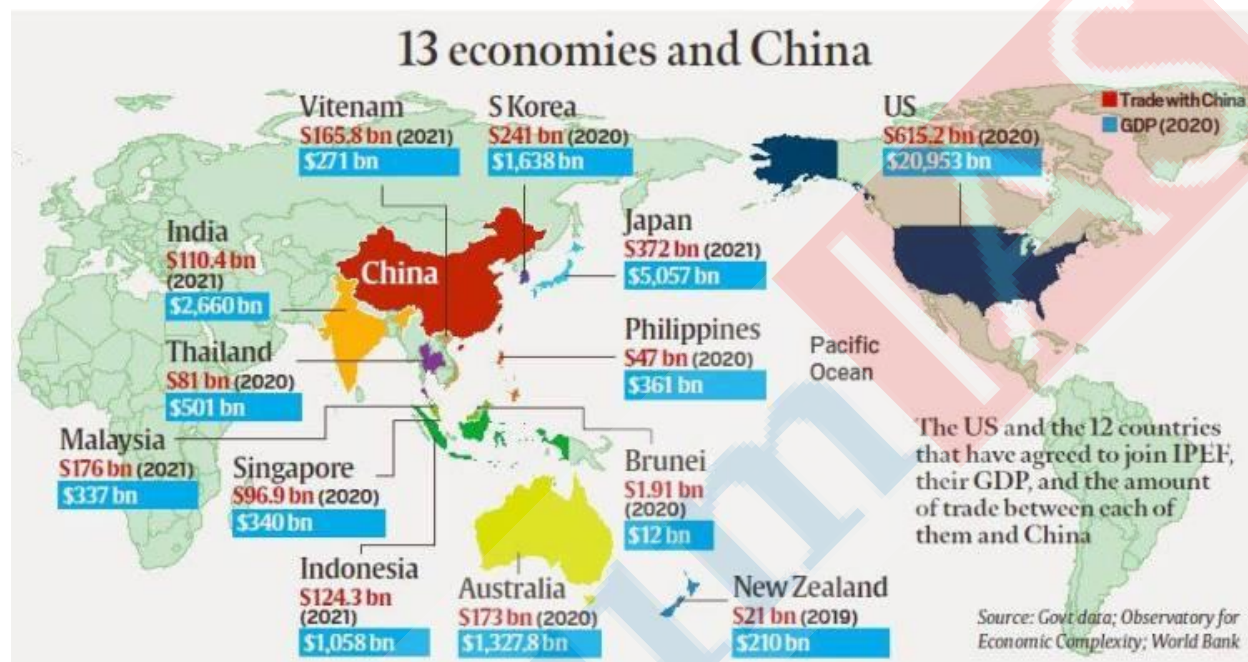 13 economies and China
Vitenam
$165.8 bn (2021)
$271 bn
S Korea
$241 bn (2020)
$1,638 bn
US
$615.2 bn (2020)
$20,953 bn
Trade with China
GDP (2020)
India
$110.4 bn
(2021)
$2,660 bn
China
Japan
$372 bn (2021)
$5,057 bn
Thailand
$81 bn (2020)
$501 bn
Philippines
$47 bn (2020)
$361 bn
Pacific
Ocean
Malaysia
$176 bn (2021)
$337 bn
Singapore
$96.9 bn (2020)
$340 bn
Brunei
$1.91 bn
(2020)
$12 bn
The US and the 12 countries
that have agreed to join IPEF,
their GDP, and the amount
of trade between each of
them and China
Indonesia
$124.3 bn
(2021)
$1,058 bn
Australia
$173 bn (2020)
$1,327.8 bn
New Zealand
$21 bn (2019)
$210 bn
Source: Govt data; Observatory for
Economic Complexity; World Bank